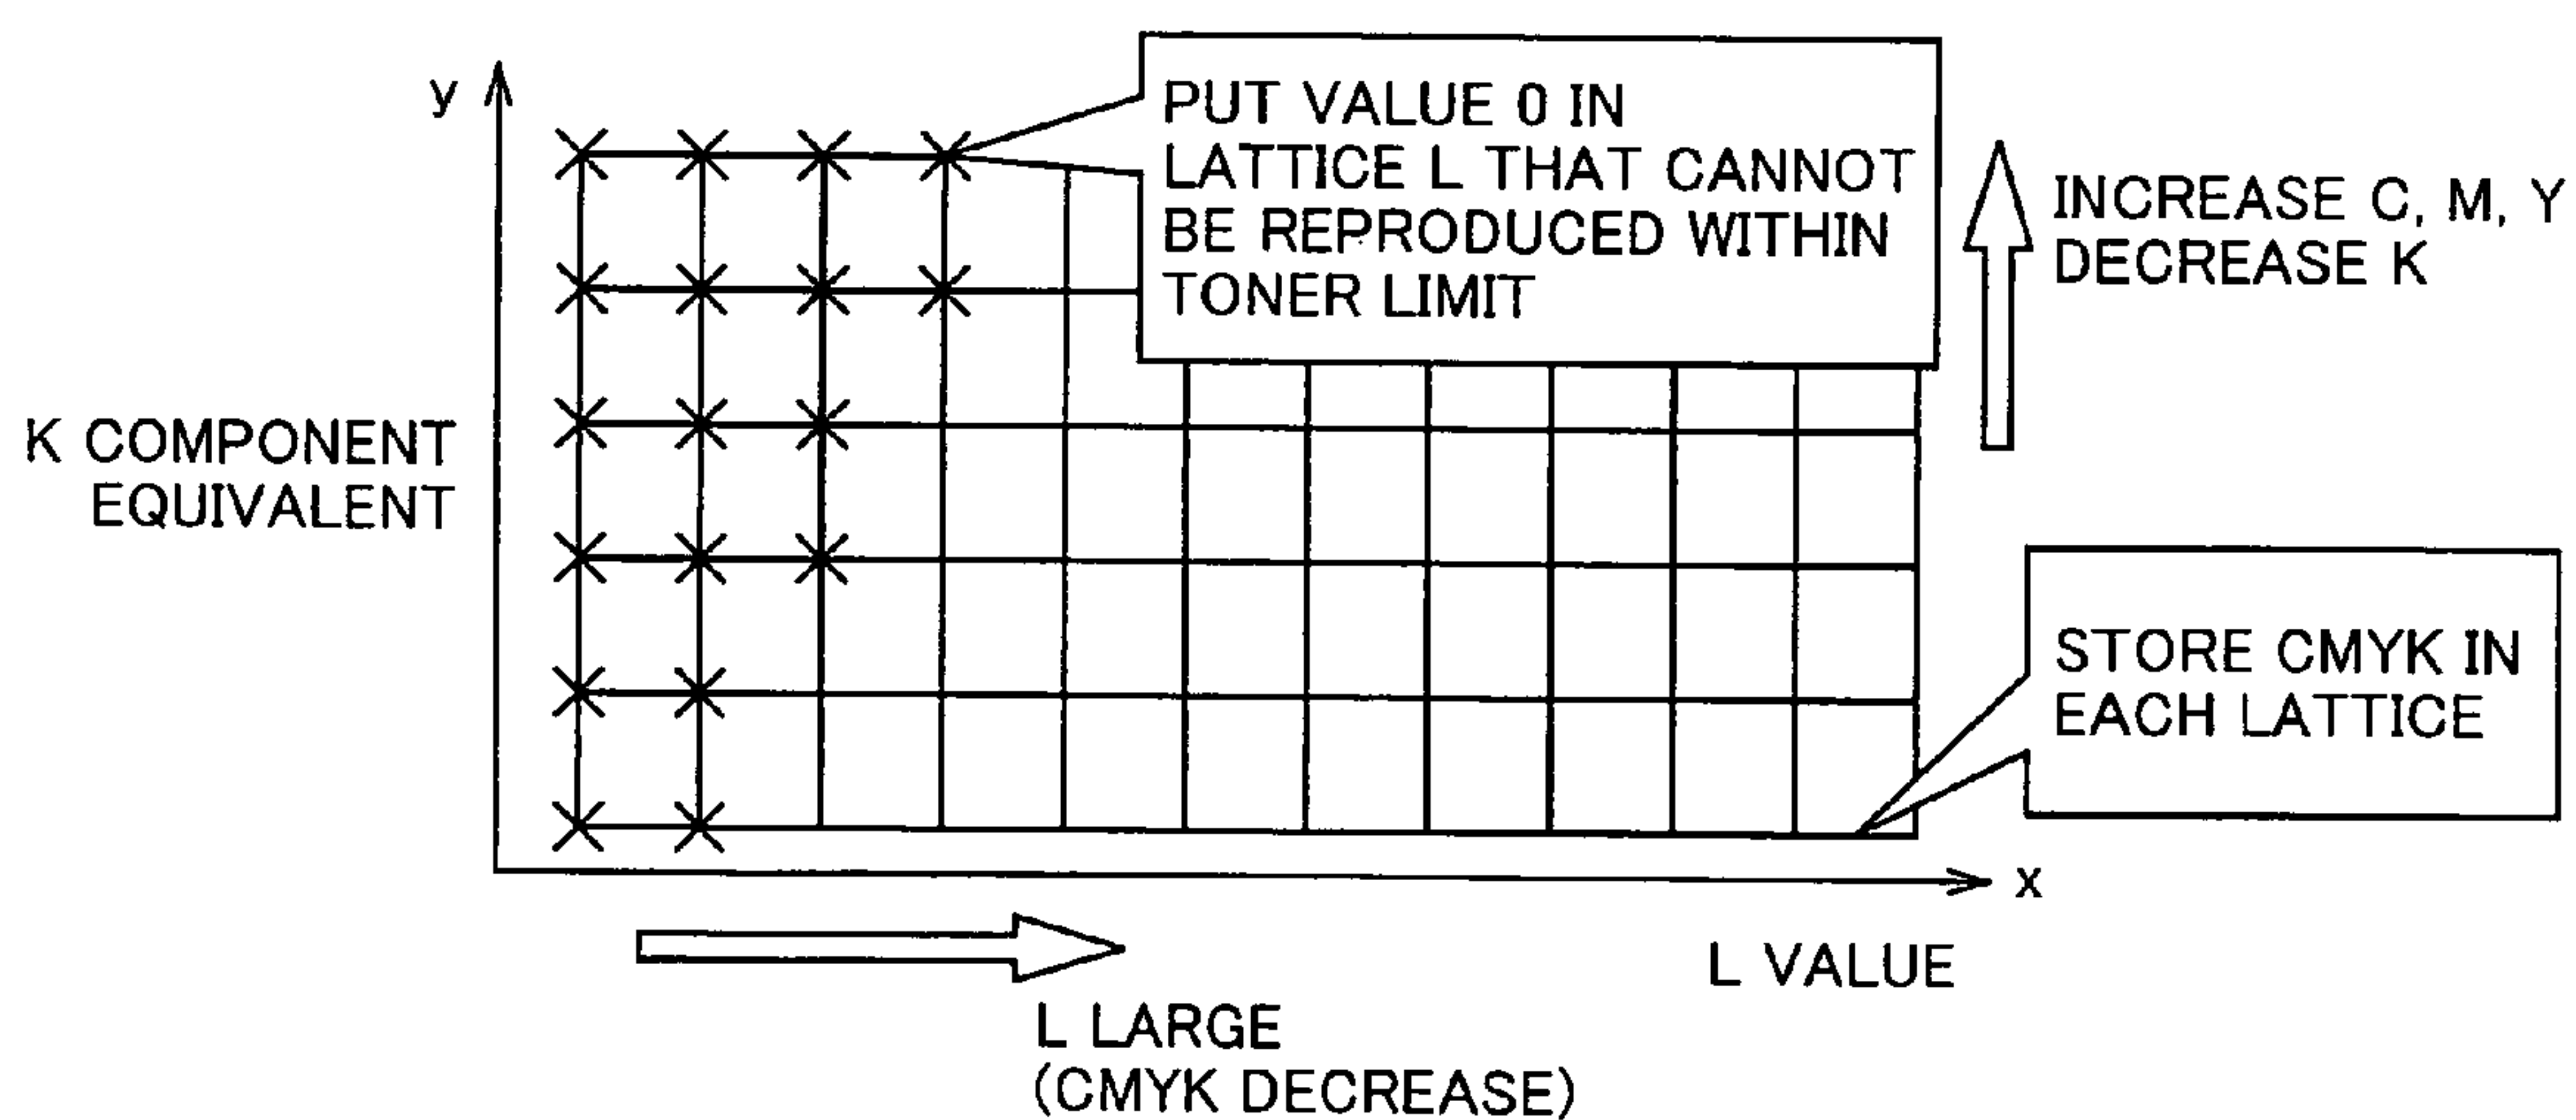 y
PUT VALUE 0 IN
LATTICE L THAT CANNOT
BE REPRODUCED WITHIN
TONER LIMIT
INCREASE C, M, Y
DECREASE K
K COMPONENT
EQUIVALENT
STORE CMYK IN
EACH LATTICE
x
L VALUE
L LARGE
(CMYK DECREASE)